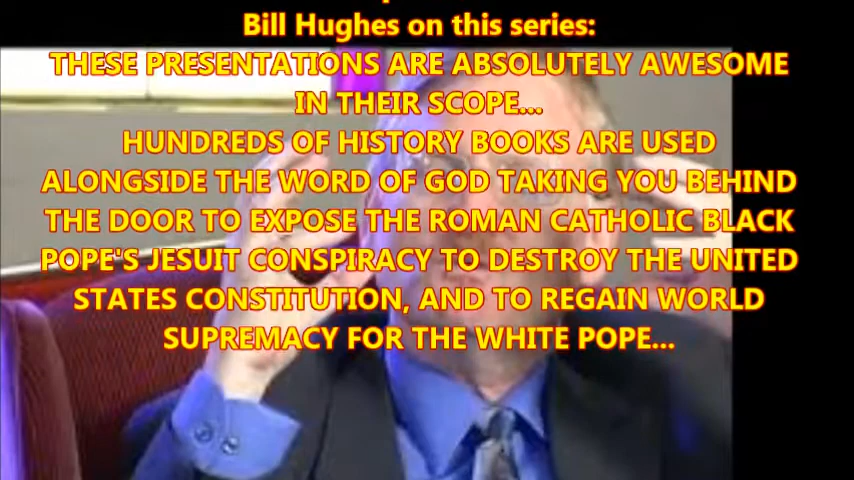 Bill Hughes on this series:
THESE PRESENTATIONS ARE ABSOLUTELY AWESOME
IN THEIR SCOPE...
HUNDREDS OF HISTORY BOOKS ARE USED
ALONGSIDE THE WORD OF GOD TAKING YOU BEHIND
THE DOOR TO EXPOSE THE ROMAN CATHOLIC BLACK
POPE'S JESUIT CONSPIRACY TO DESTROY THE UNITED
STATES CONSTITUTION, AND TO REGAIN WORLD
SUPREMACY FOR THE WHITE POPE...